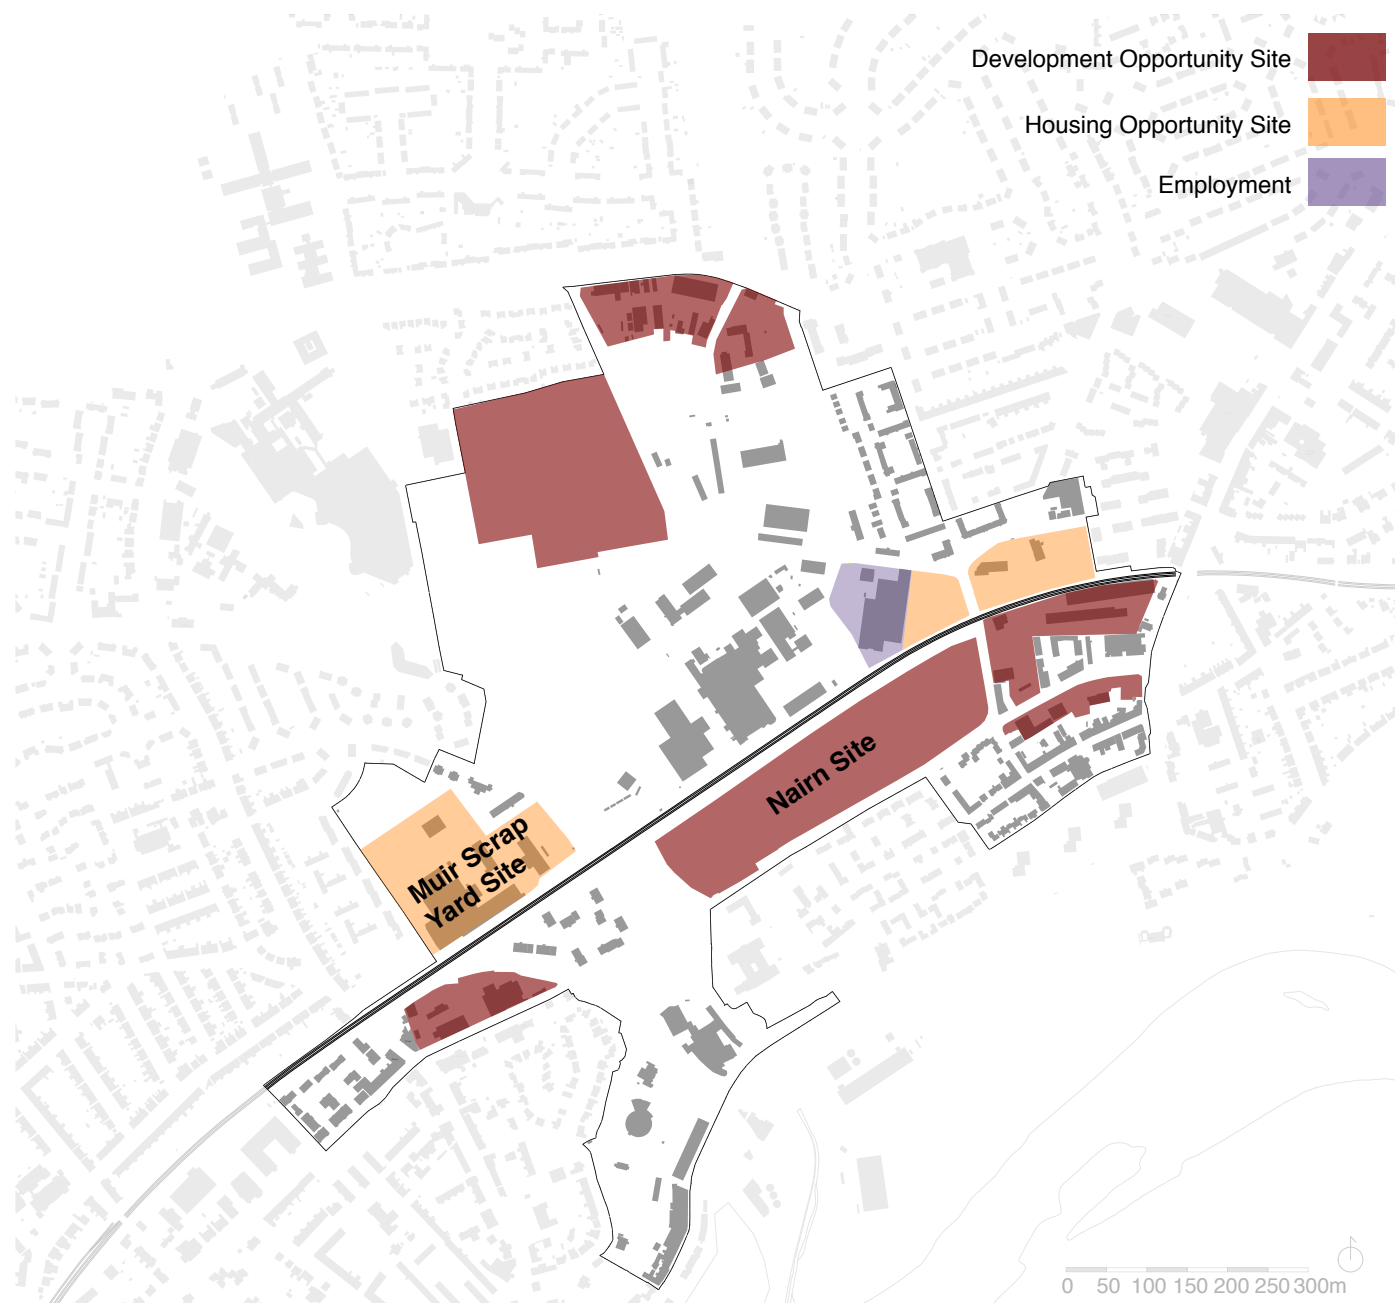 Development Opportunity Site
Housing Opportunity Site
Employment
Nairn Site
Muir Scrap
Yard Site
0 50 100 150 200 250 300m